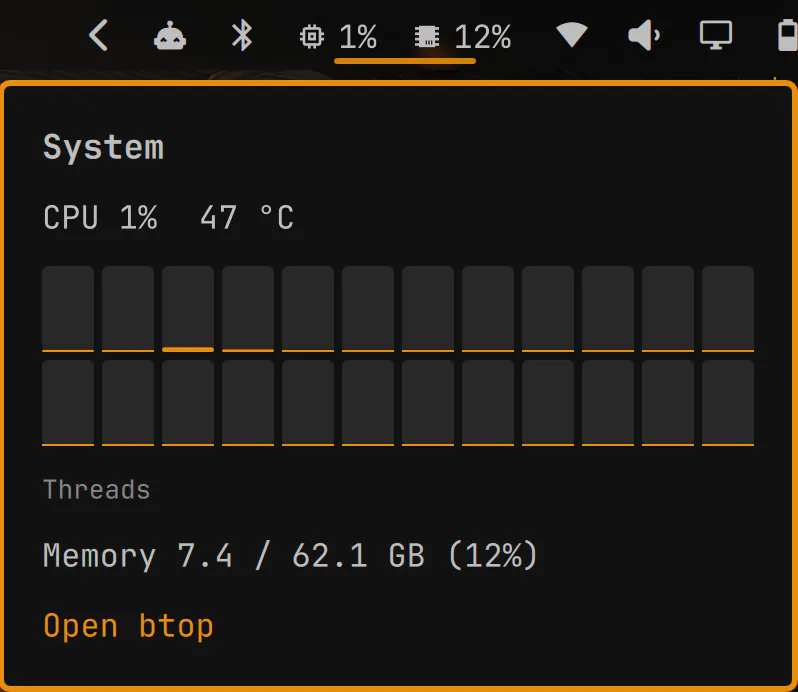 1% 12%
System
CPU 1% 47 °C
Threads
Memory 7.4 / 62.1 GB (12%)
Open btop